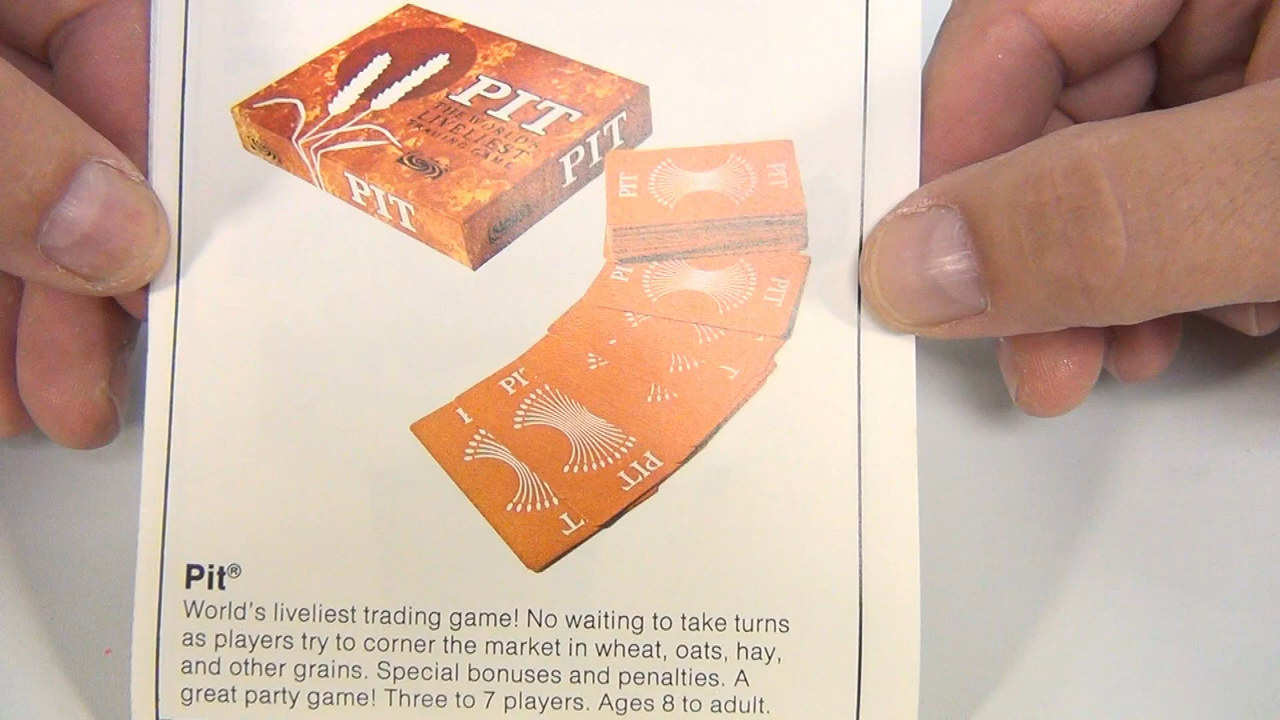 PIT
THE WORLD'S
LIVELIEST
TRADING GAME
PIT
PIT
PIT
PIT
PIT
PIT
PIT
Pit®
World's liveliest trading game! No waiting to take turns
as players try to corner the market in wheat, oats, hay,
and other grains. Special bonuses and penalties. A
great party game! Three to 7 players. Ages 8 to adult.